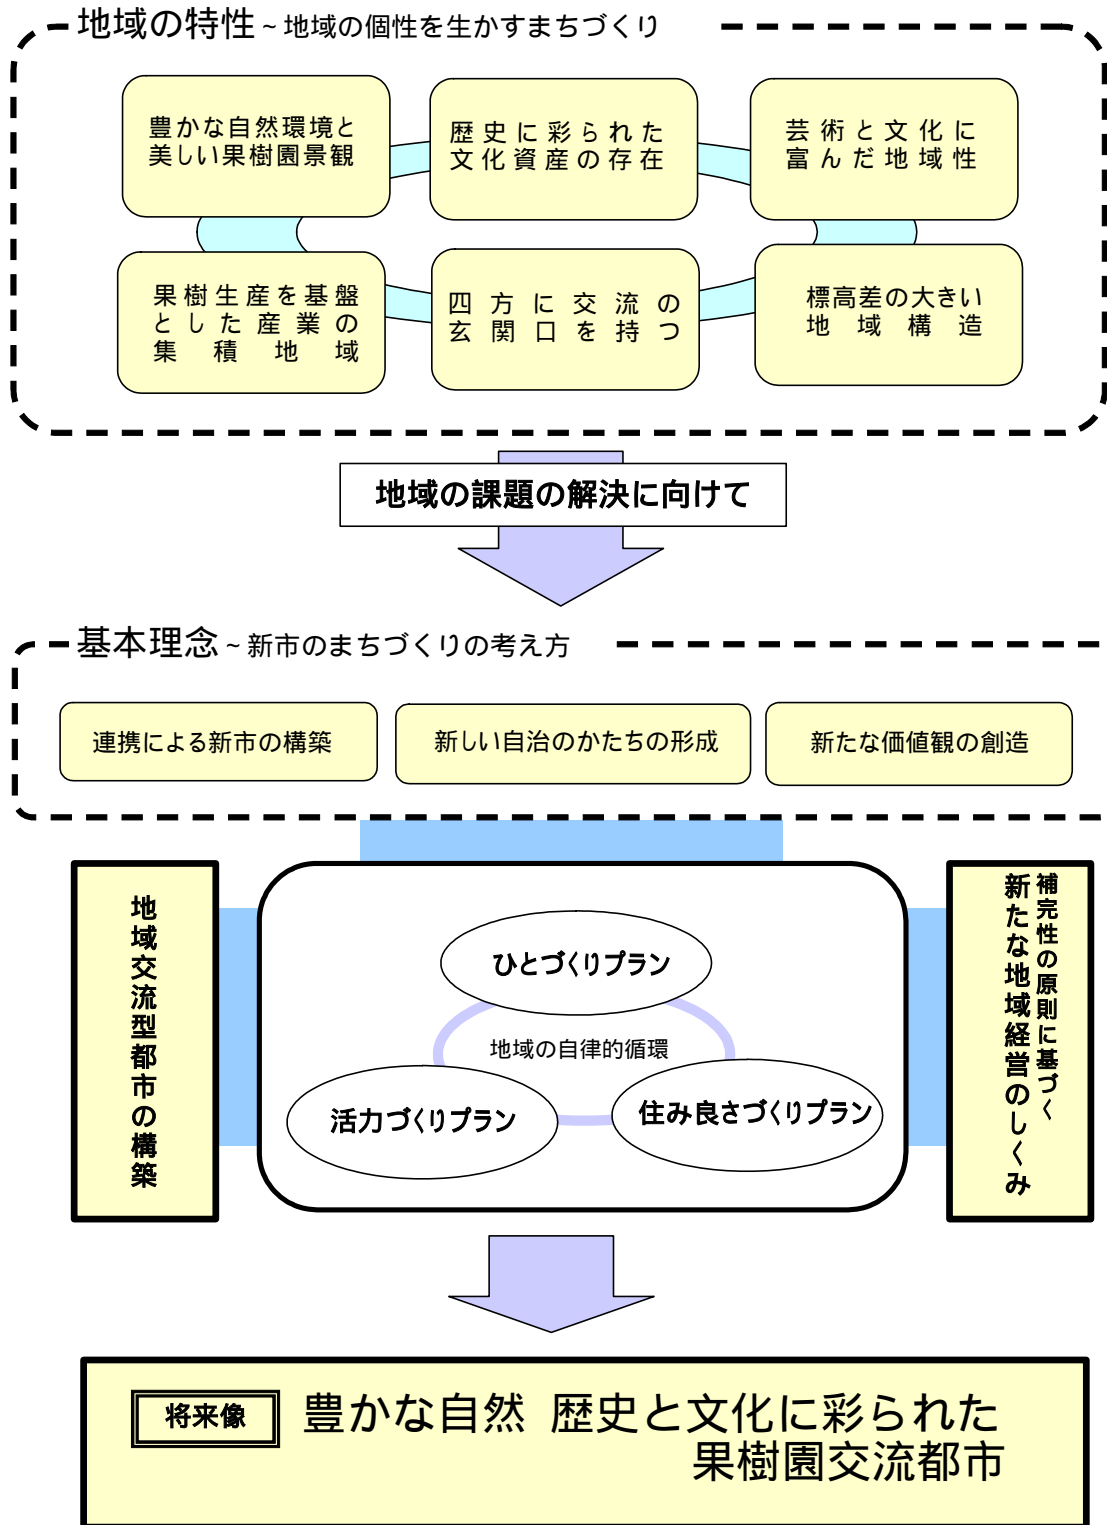 地域の特性~地域の個性を生かすまちづくり
豊かな自然環境と
美しい果樹園景観
歴史に彩られた
文化資産の存在
芸術と文化に
富んだ地域性
果樹生産を基盤
とした産業の
集積地域
四方に交流の
玄関口を持つ
標高差の大きい
地域構造
地域の課題の解決に向けて
基本理念~新市のまちづくりの考え方
連携による新市の構築
新しい自治のかたちの形成
新たな価値観の創造
地域交流型都市の構築
ひとづくりプラン
地域の自律的循環
活力づくりプラン
住み良さづくりプラン
補完性の原則に基づく
新たな地域経営のしくみ
将来像
豊かな自然 歴史と文化に彩られた
果樹園交流都市